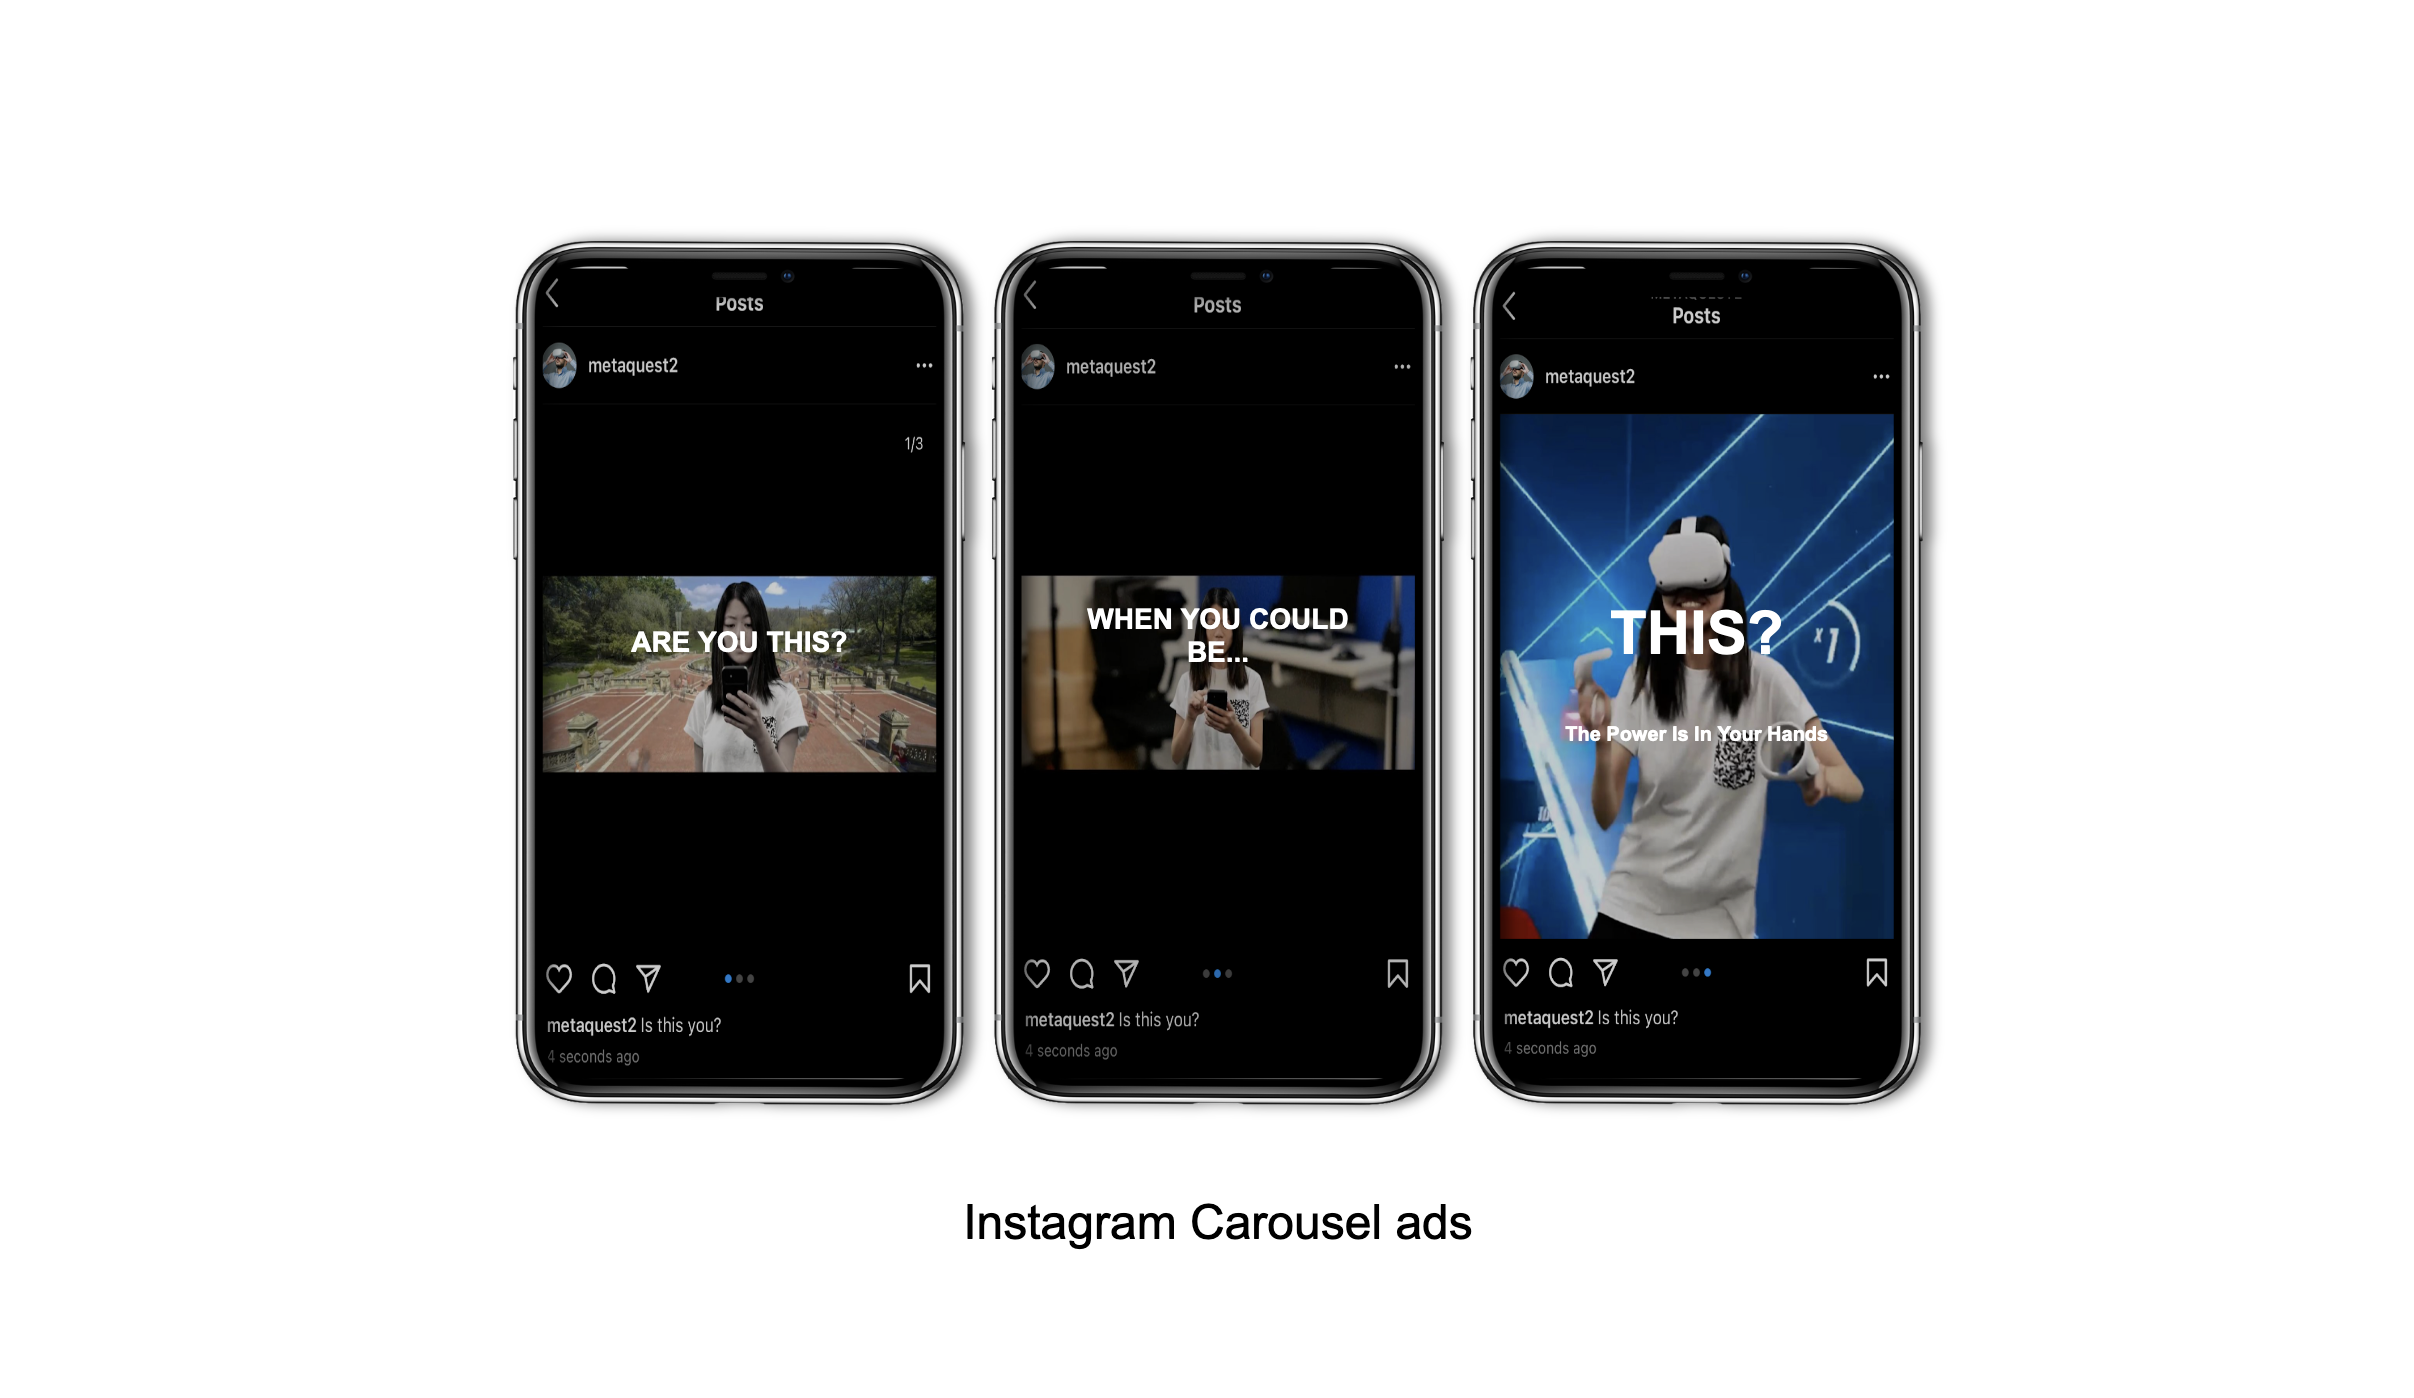 Posts
metaquest2
1/3
ARE YOU THIS?
metaquest2 Is this you?
4 seconds ago
Posts
metaquest2
WHEN YOU COULD
BE...
metaquest2 Is this you?
4 seconds ago
Posts
metaquest2
THIS?
x1
The Power Is In Your Hands
metaquest2 Is this you?
4 seconds ago
Instagram Carousel ads